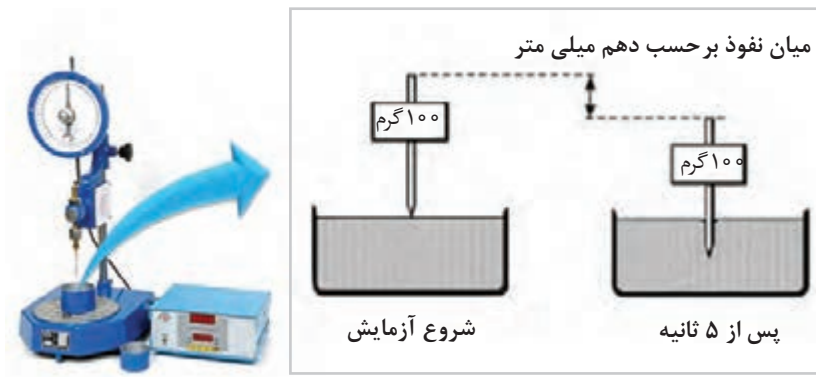 میان نفوذ برحسب دهم میلی متر
۱۰۰گرم
۱۰۰گرم
شروع آزمایش
پس از ۵ ثانیه